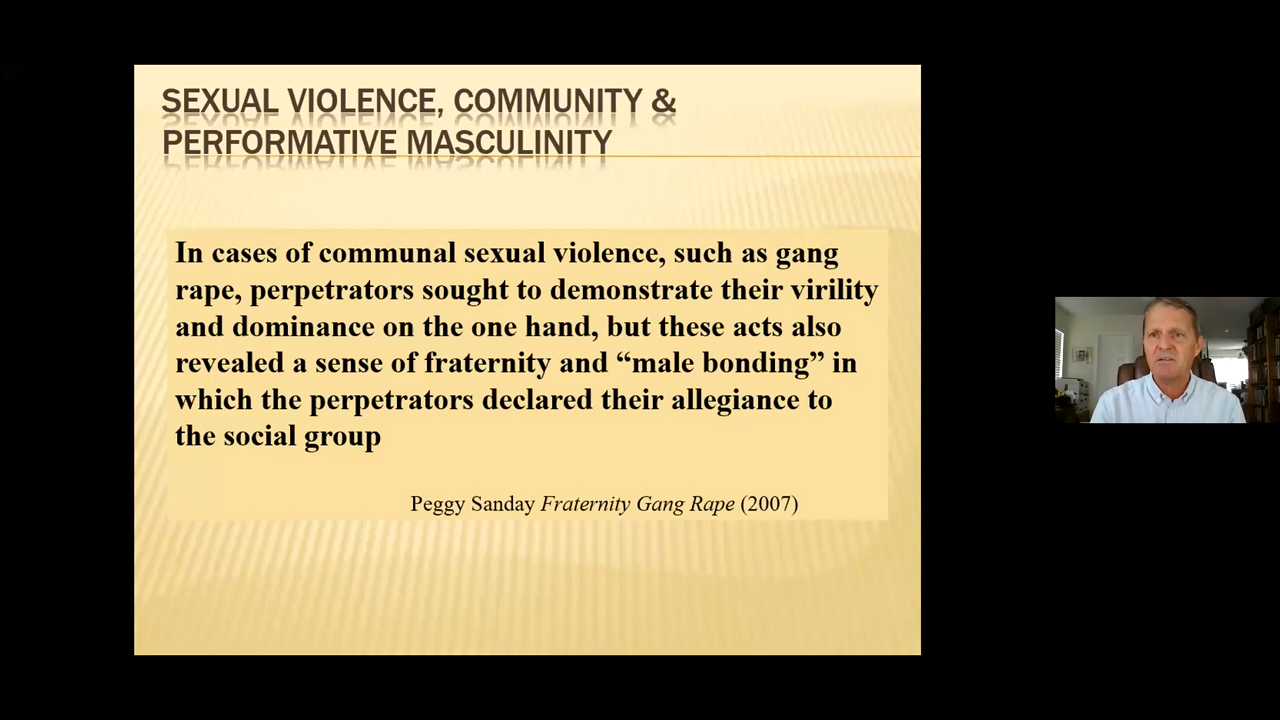 SEXUAL VIOLENCE, COMMUNITY &
PERFORMATIVE MASCULINITY
In cases of communal sexual violence, such as gang
rape, perpetrators sought to demonstrate their virility
and dominance on the one hand, but these acts also
revealed a sense of fraternity and “male bonding” in
which the perpetrators declared their allegiance to
the social group
Peggy Sanday Fraternity Gang Rape (2007)